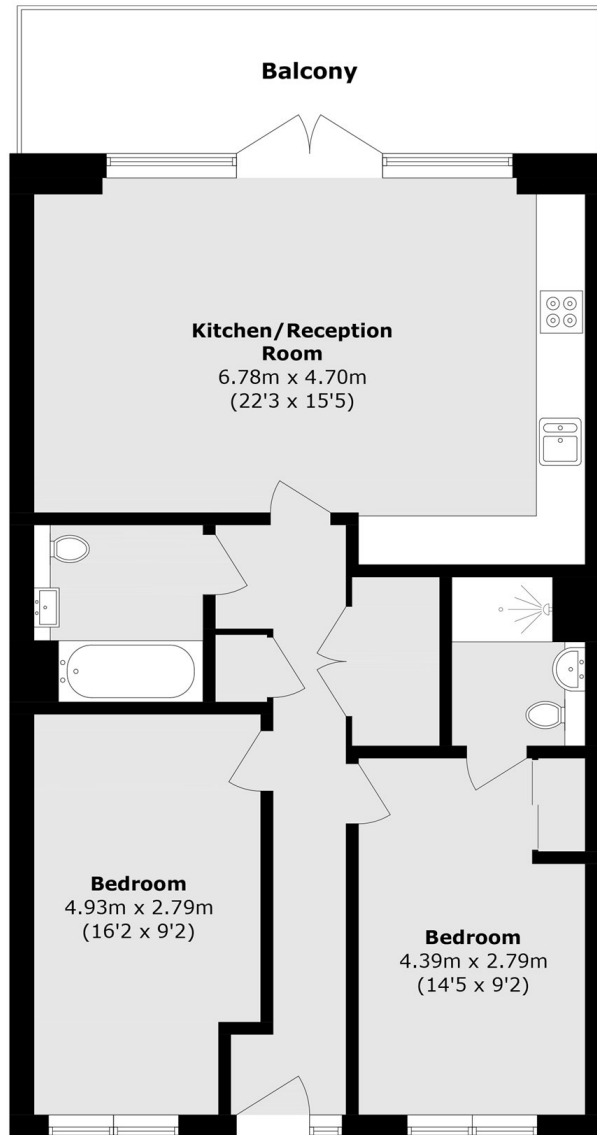 Balcony
Kitchen/Reception
Room
6.78m x 4.70m
(22'3 x 15'5)
Bedroom
4.93m x 2.79m
(16'2 x 9'2)
Bedroom
4.39m x 2.79m
(14'5 x 9'2)